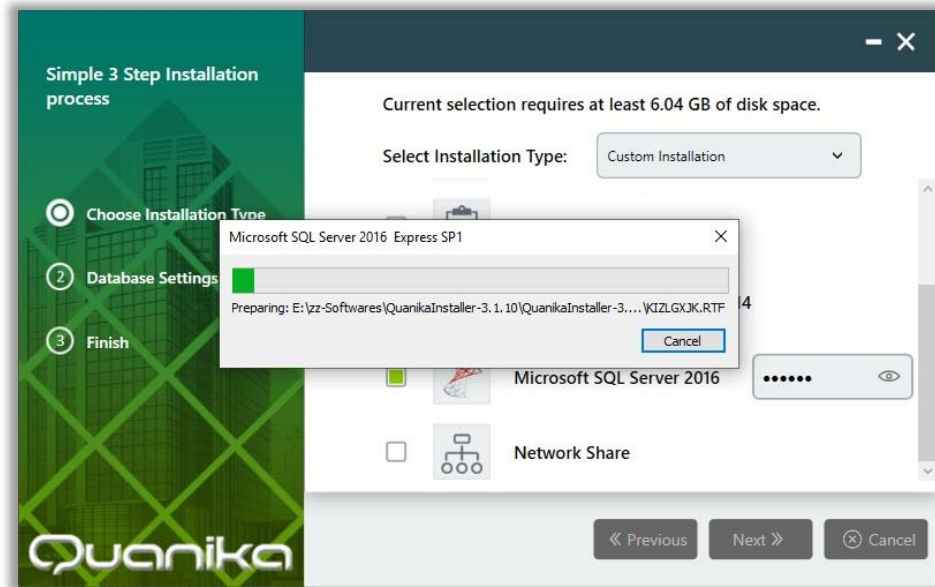 Simple 3 Step Installation
process
Current selection requires at least 6.04 GB of disk space.
Select Installation Type:
Custom Installation
Choose Installation Type
2 Database Settings
3 Finish
Microsoft SQL Server 2016 Express SP1
Preparing: E:\zz-Softwares\QuanikaInstaller-3.1.10\QuanikaInstaller-3....\KIZLGXJK.RTF
Cancel
14
Microsoft SQL Server 2016
••••••
Network Share
Previous
Next
Cancel
Quanika